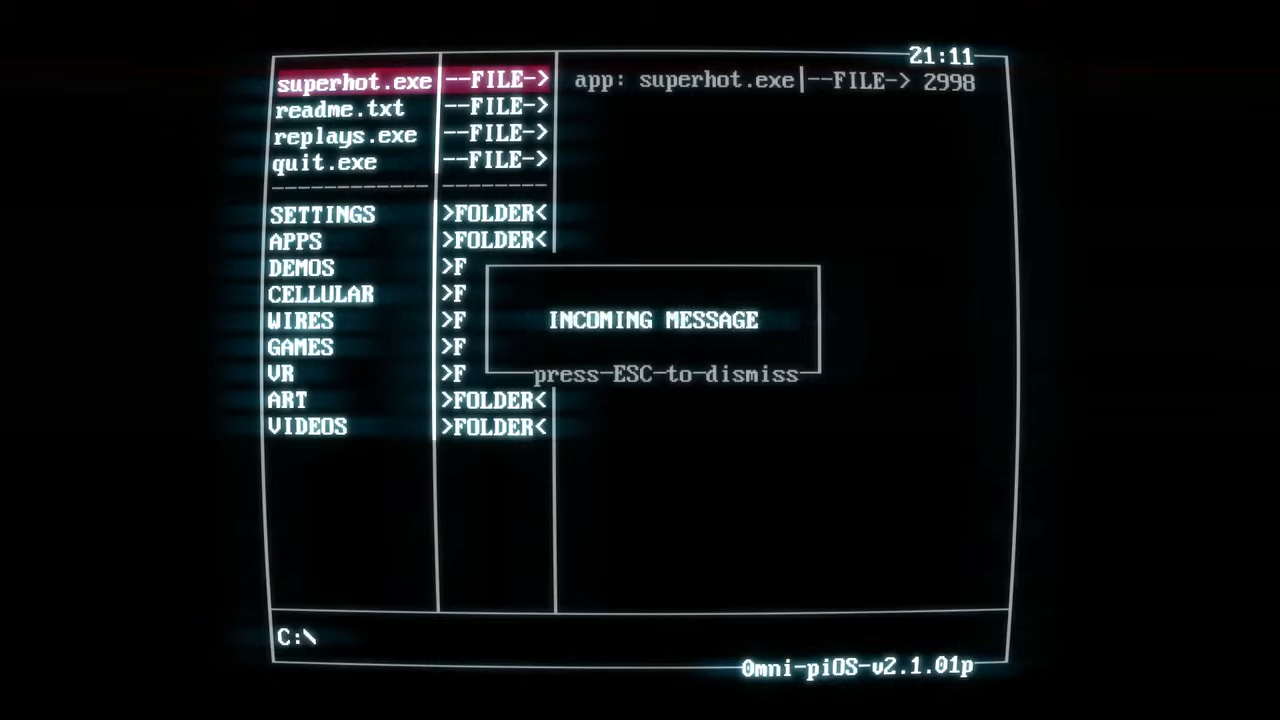 21:11
superhot.exe --FILE-> app: superhot.exe|--FILE-> 2998
readme.txt --FILE->
replays.exe --FILE->
quit.exe --FILE->
------------ --------
SETTINGS >FOLDER<
APPS >FOLDER<
DEMOS >F
CELLULAR >F
WIRES >F
GAMES >F
VR >F
ART >FOLDER<
VIDEOS >FOLDER<
INCOMING MESSAGE
press-ESC-to-dismiss
C:\
0mni-piOS-v2.1.01p